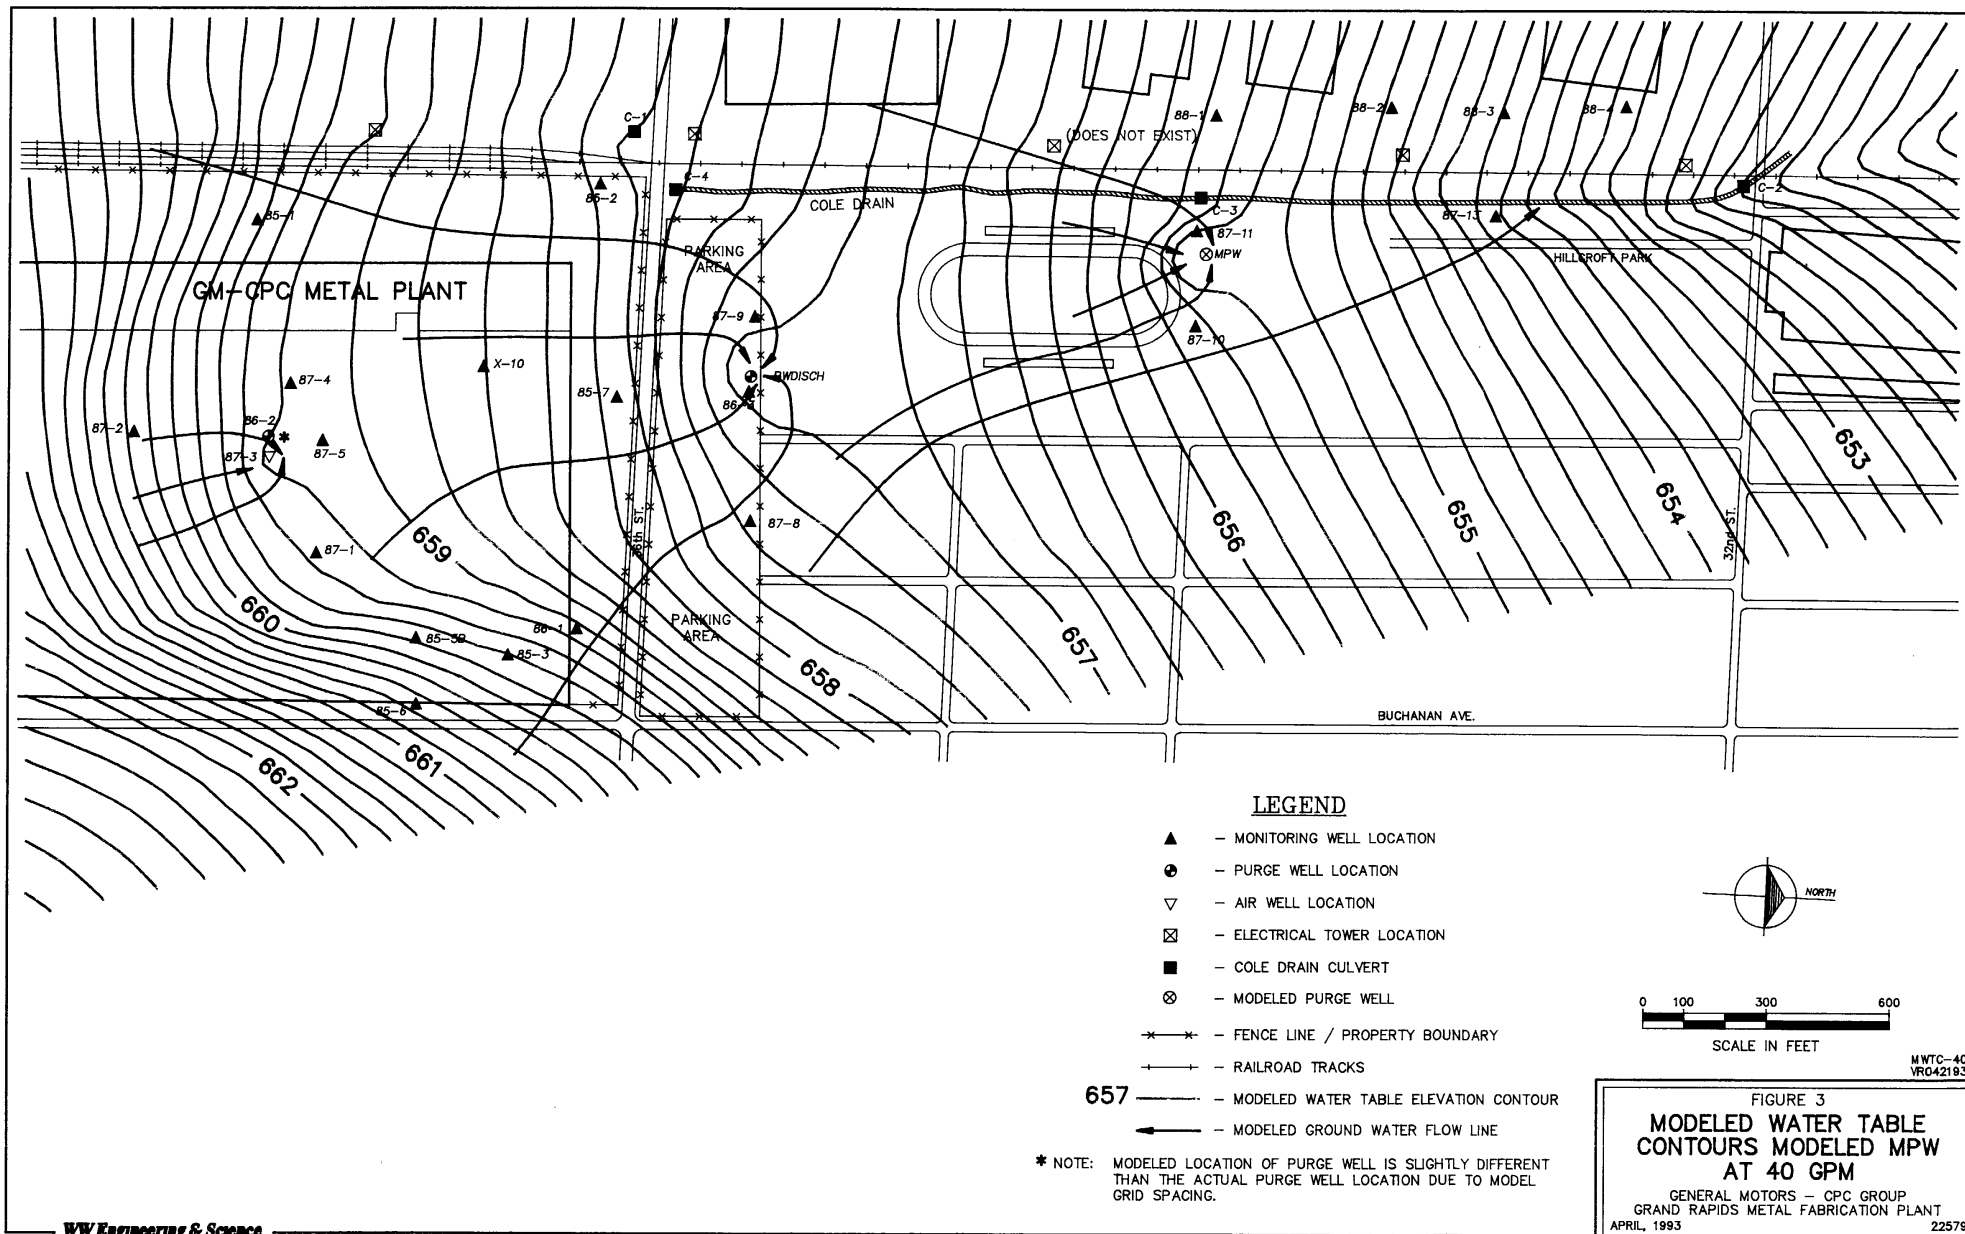 C-1
88-1
88-2
88-3
88-4
(DOES NOT EXIST)
C-4
85-2
COLE DRAIN
C-3
C-2
85-1
87-11
87-13
PARKING
AREA
MPW
HILLCROFT PARK
GM-CPC METAL PLANT
87-9
87-10
X-10
87-4
85-7
PWDISCH
87-2
86-2
*
87-3
87-5
653
654
655
656
36th ST.
32nd ST.
87-8
659
87-1
660
86-1
85-5B
85-3
PARKING
AREA
657
658
85-6
BUCHANAN AVE.
661
662
LEGEND
– MONITORING WELL LOCATION
– PURGE WELL LOCATION
– AIR WELL LOCATION
– ELECTRICAL TOWER LOCATION
– COLE DRAIN CULVERT
– MODELED PURGE WELL
– FENCE LINE / PROPERTY BOUNDARY
– RAILROAD TRACKS
657 – MODELED WATER TABLE ELEVATION CONTOUR
– MODELED GROUND WATER FLOW LINE
* NOTE: MODELED LOCATION OF PURGE WELL IS SLIGHTLY DIFFERENT
THAN THE ACTUAL PURGE WELL LOCATION DUE TO MODEL
GRID SPACING.
NORTH
0 100 300 600
SCALE IN FEET
MWTC-40
VR042193
FIGURE 3
MODELED WATER TABLE
CONTOURS MODELED MPW
AT 40 GPM
GENERAL MOTORS – CPC GROUP
GRAND RAPIDS METAL FABRICATION PLANT
APRIL, 1993 22579
WW Engineering & Science